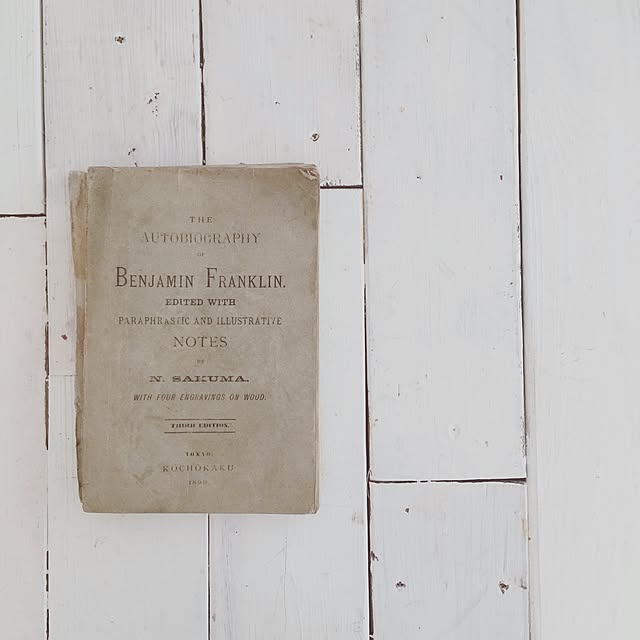 THE
AUTOBIOGRAPHY
OF
BENJAMIN FRANKLIN.
EDITED WITH
PARAPHRASTIC AND ILLUSTRATIVE
NOTES
BY
N. SAKUMA.
WITH FOUR ENGRAVINGS ON WOOD.
THIRD EDITION.
TOKYO:
KOCHOKAKU